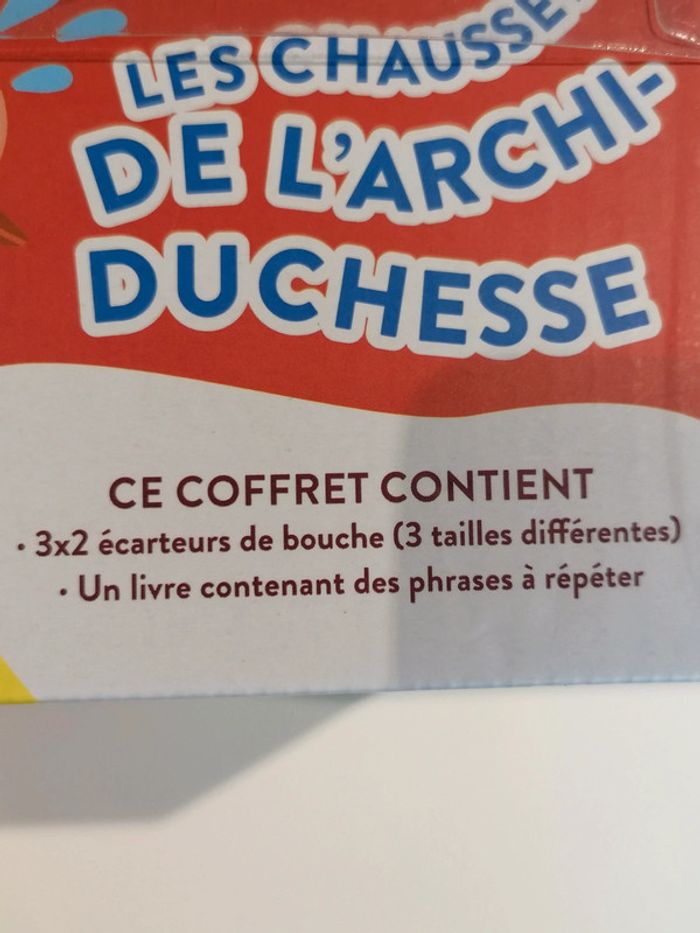 LES CHAUSSE
DE L'ARCHI-
DUCHESSE
CE COFFRET CONTIENT
• 3x2 écarteurs de bouche (3 tailles différentes)
• Un livre contenant des phrases à répéter